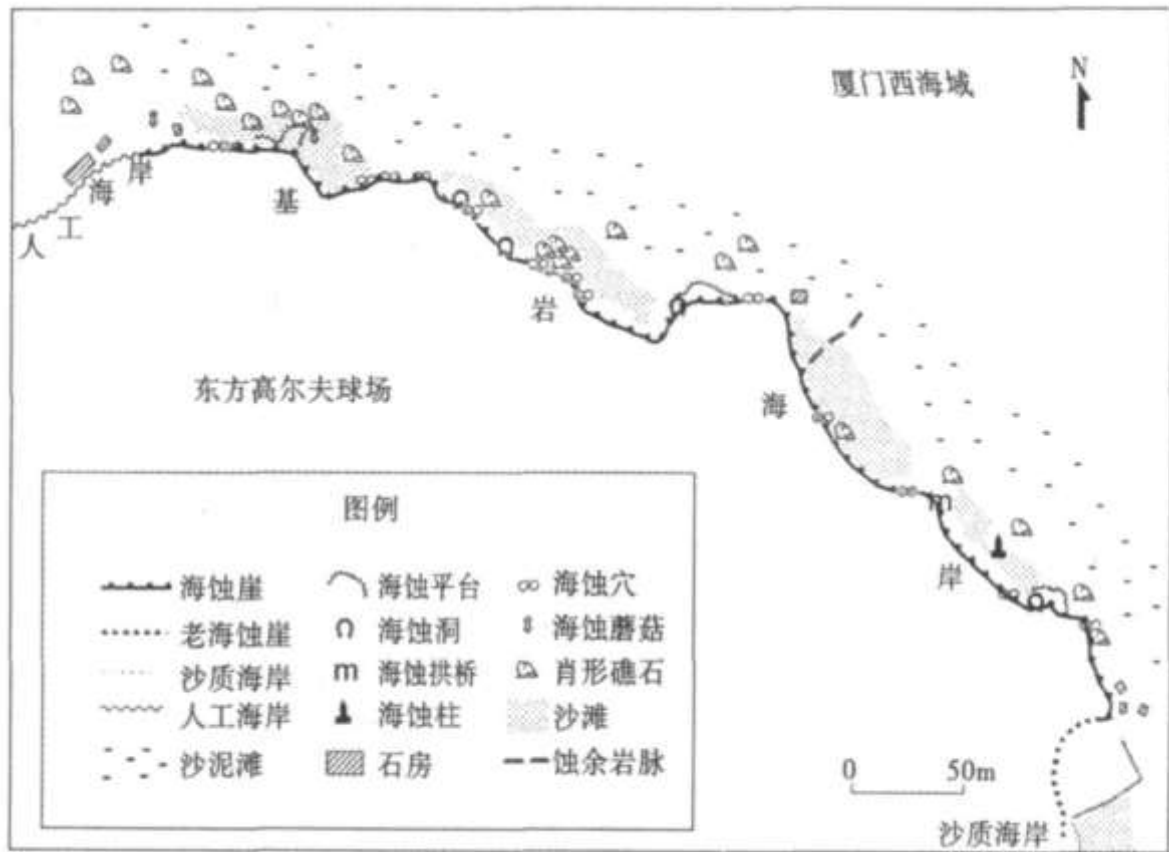 厦门西海域
N
人工海岸
基岩海岸
东方高尔夫球场
图例
海蚀崖
海蚀平台
海蚀穴
老海蚀崖
海蚀洞
海蚀蘑菇
沙质海岸
m
海蚀拱桥
肖形礁石
人工海岸
海蚀柱
沙滩
沙泥滩
石房
蚀余岩脉
m
0 50m
沙质海岸